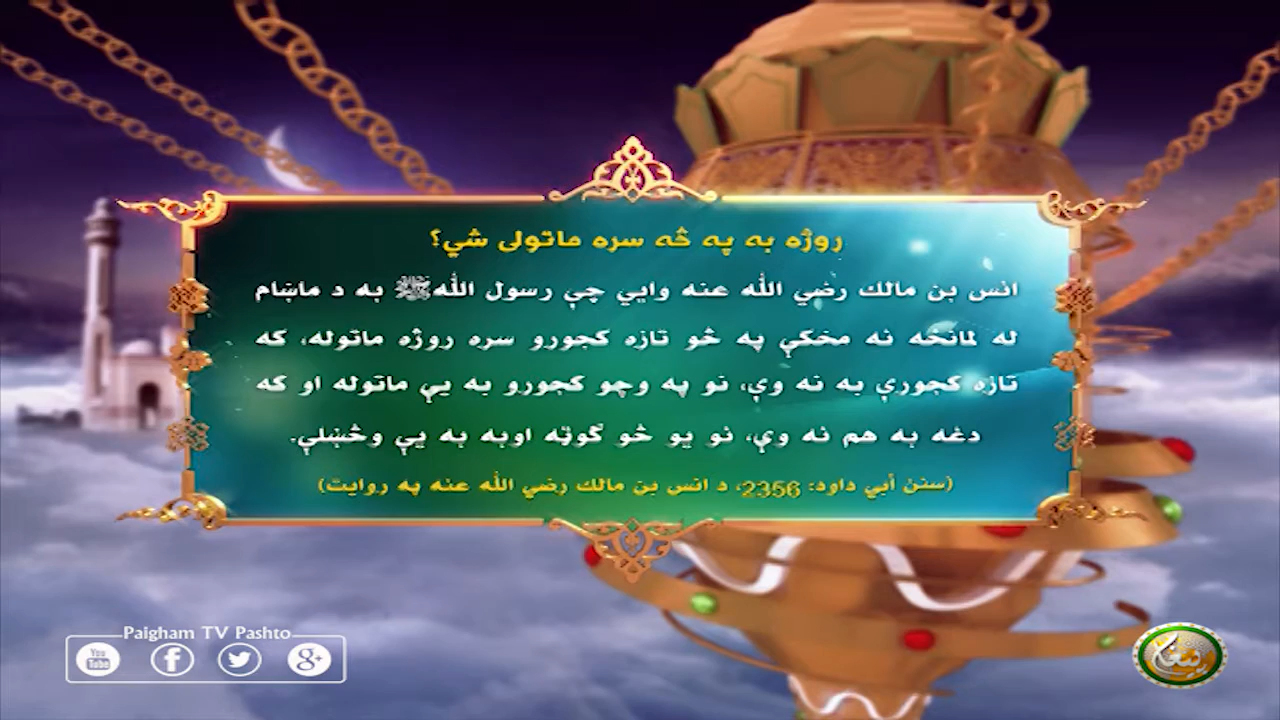 روژه به په څه سره ماتولی شي؟
انس بن مالك رضي الله عنه وايي چې رسول اللهﷺ به د ماښام
له لمانځه نه مخکې په څو تازه کجورو سره روژه ماتوله، که
تازه کجورې به نه وې، نو په وچو کجورو به يې ماتوله او که
دغه به هم نه وې، نو يو څو ګوټه اوبه به يې وڅښلې.
(سنن أبي داود: 2356، د انس بن مالك رضي الله عنه په روايت)
Paigham TV Pashto
You Tube